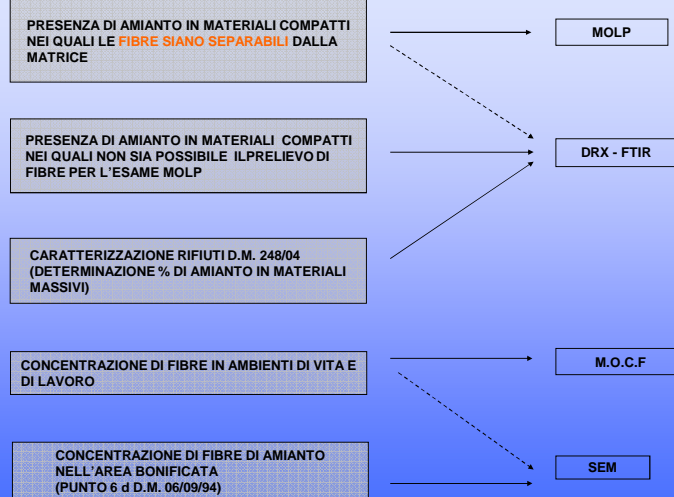 PRESENZA DI AMIANTO IN MATERIALI COMPATTI
NEI QUALI LE FIBRE SIANO SEPARABILI DALLA
MATRICE
MOLP
PRESENZA DI AMIANTO IN MATERIALI COMPATTI
NEI QUALI NON SIA POSSIBILE ILPRELIEVO DI
FIBRE PER L'ESAME MOLP
DRX - FTIR
CARATTERIZZAZIONE RIFIUTI D.M. 248/04
(DETERMINAZIONE % DI AMIANTO IN MATERIALI
MASSIVI)
CONCENTRAZIONE DI FIBRE IN AMBIENTI DI VITA E
DI LAVORO
M.O.C.F
CONCENTRAZIONE DI FIBRE DI AMIANTO
NELL'AREA BONIFICATA
(PUNTO 6 d D.M. 06/09/94)
SEM